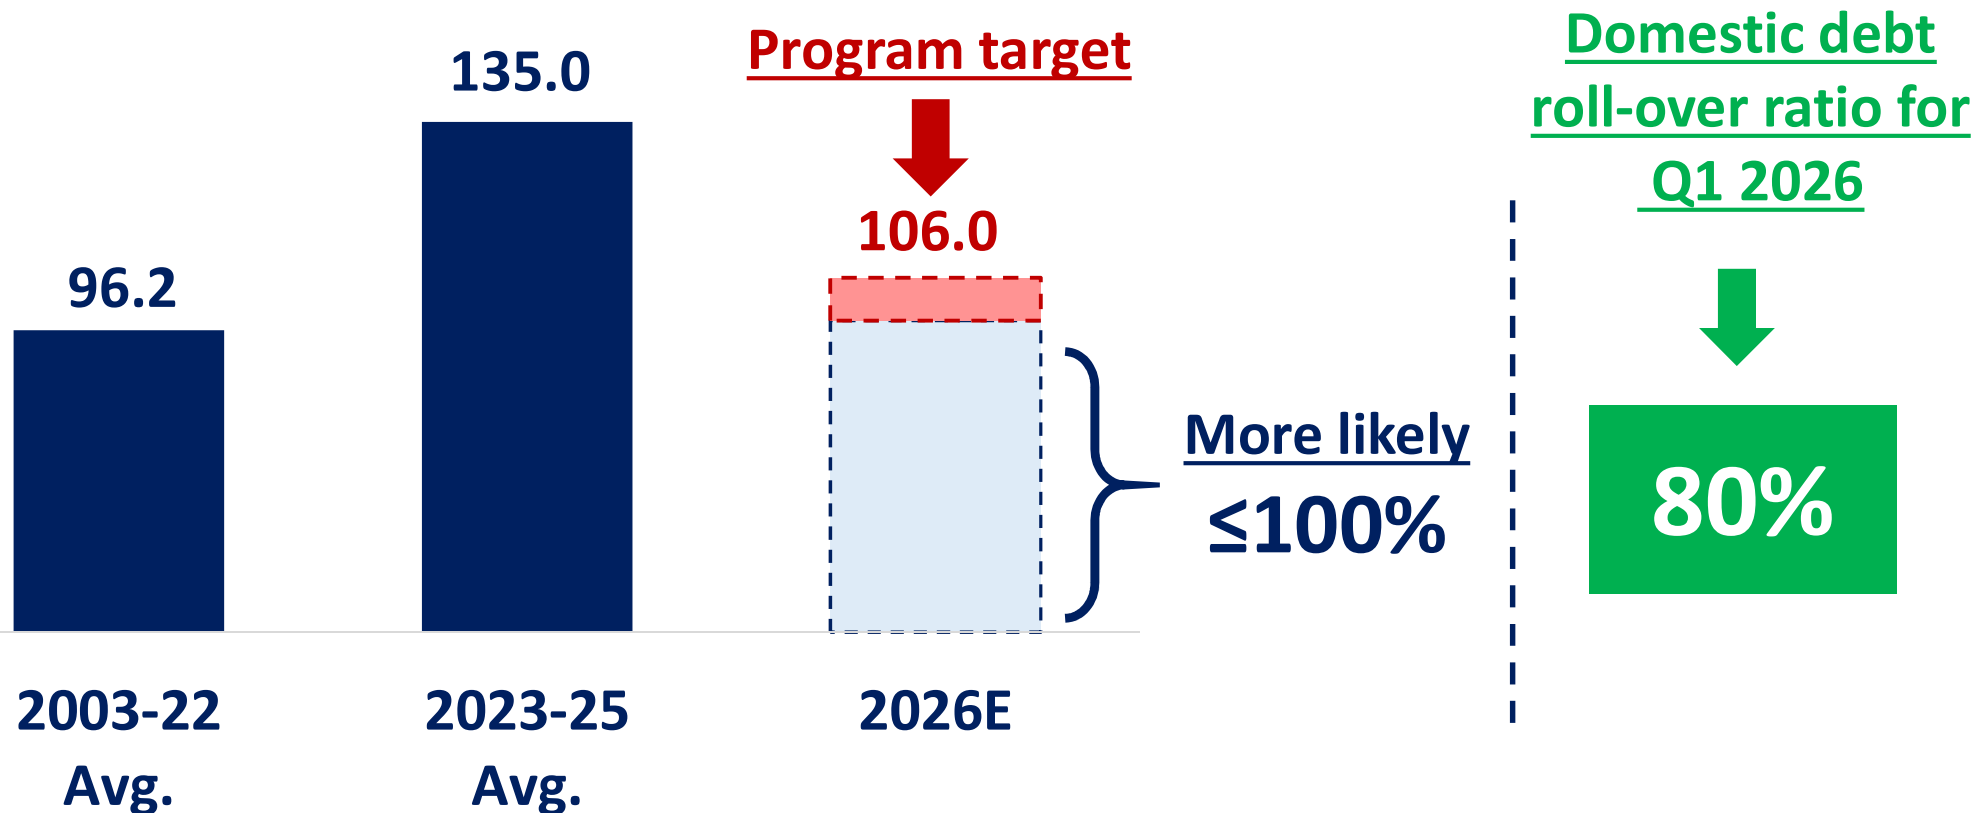 96.2
135.0
Program target
106.0
2003-22
Avg.
2023-25
Avg.
2026E
More likely
≤100%
Domestic debt
roll-over ratio for
Q1 2026
80%